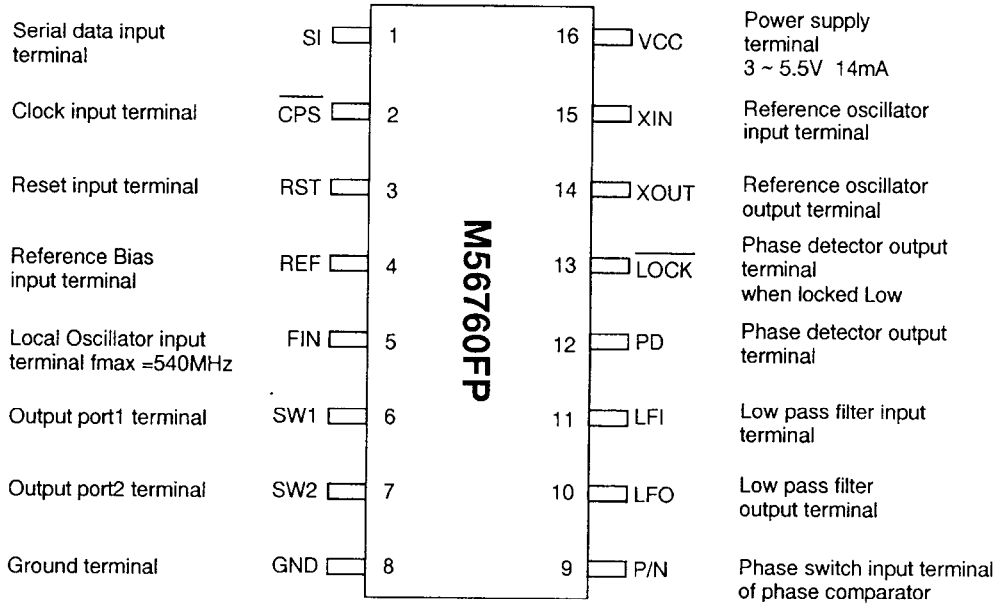 Serial data input
terminal
SI
1
16
VCC
Power supply
terminal
3 ~ 5.5V 14mA
Clock input terminal
CPS
2
15
XIN
Reference oscillator
input terminal
Reset input terminal
RST
3
14
XOUT
Reference oscillator
output terminal
Reference Bias
input terminal
REF
4
13
LOCK
Phase detector output
terminal
when locked Low
Local Oscillator input
terminal fmax =540MHz
FIN
5
12
PD
Phase detector output
terminal
Output port1 terminal
SW1
6
11
LFI
Low pass filter input
terminal
Output port2 terminal
SW2
7
10
LFO
Low pass filter
output terminal
Ground terminal
GND
8
9
P/N
Phase switch input terminal
of phase comparator
M56760FP